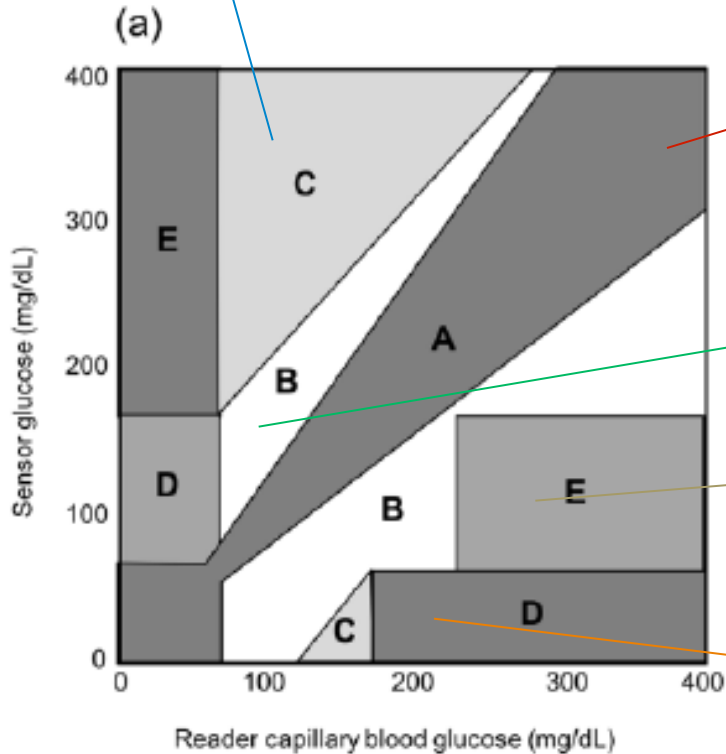 (a)
400
300
200
100
0
Sensor glucose (mg/dL)
C
E
A
B
D
B
E
D
C
0 100 200 300 400
Reader capillary blood glucose (mg/dL)